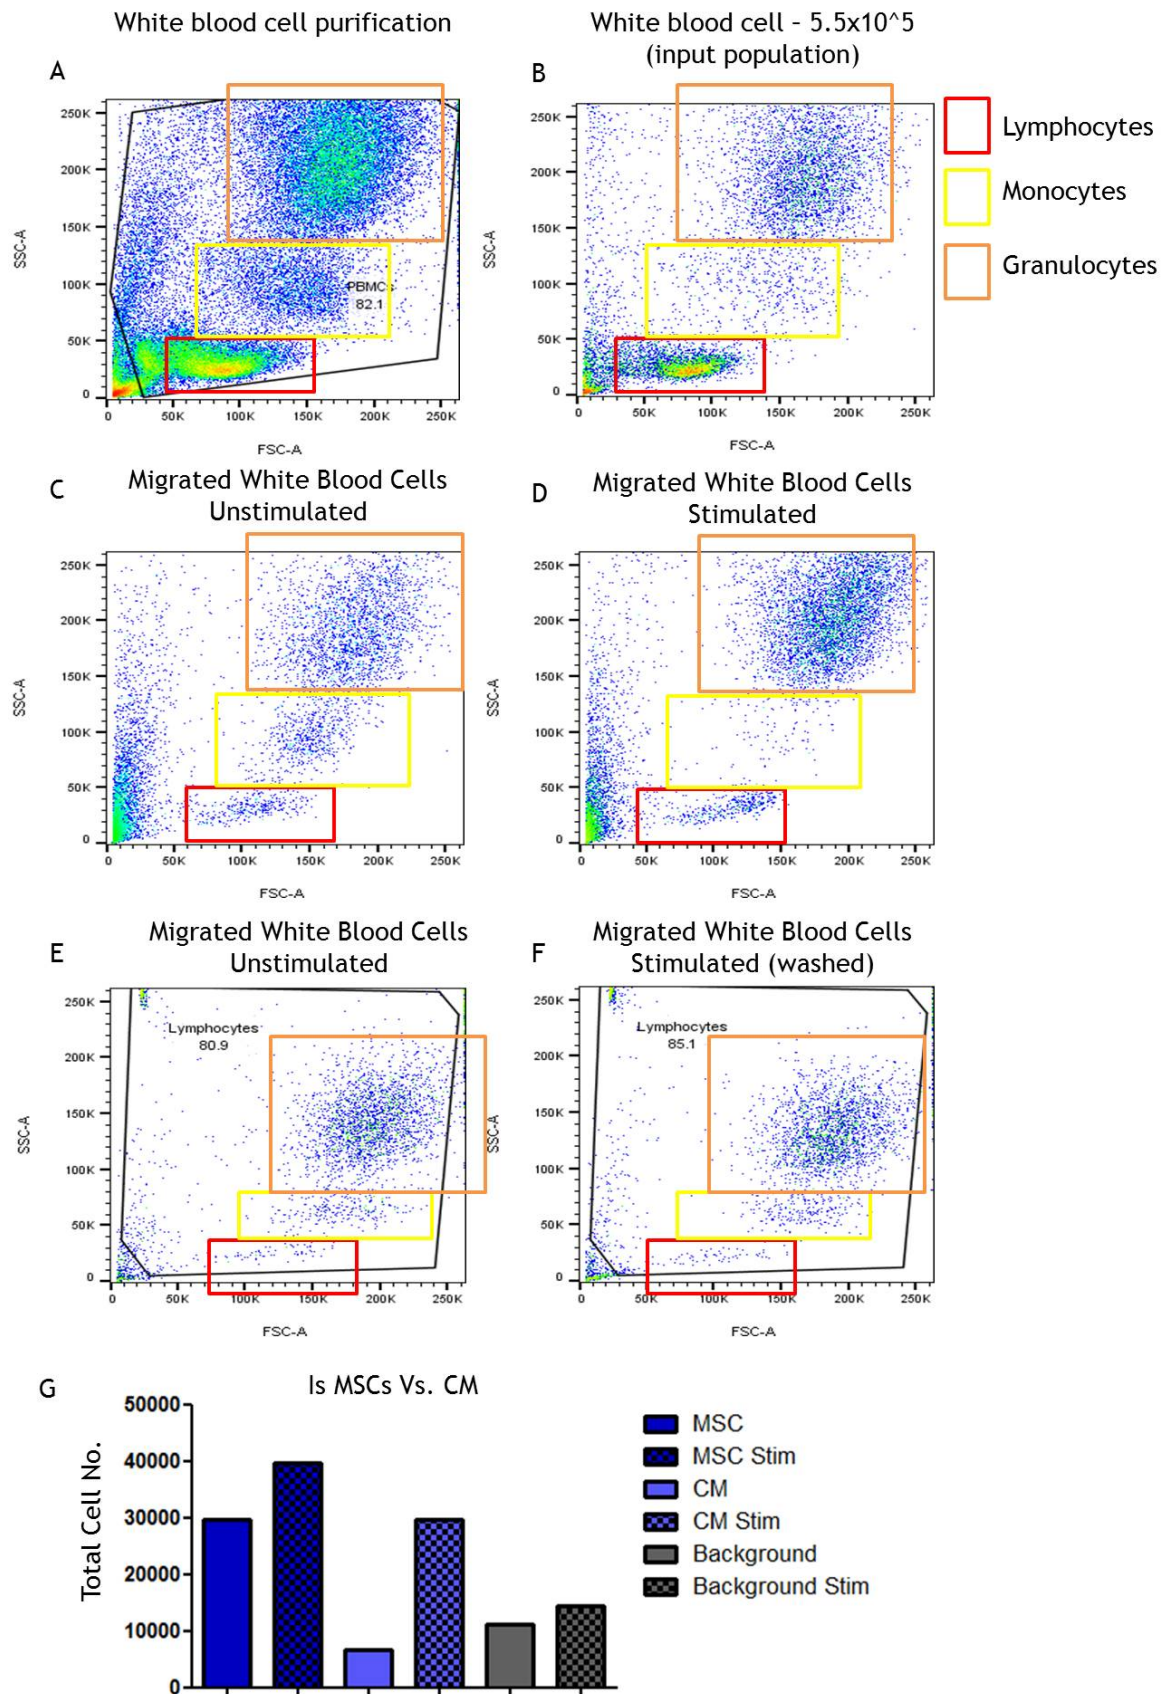 White blood cell purification
White blood cell – 5.5x10^5
(input population)
A
B
250K
200K
150K
100K
50K
0
SSC-A
PBMCs
82.1
0 50K 100K 150K 200K 250K
FSC-A
250K
200K
150K
100K
50K
0
SSC-A
0 50K 100K 150K 200K 250K
FSC-A
Lymphocytes
Monocytes
Granulocytes
C
Migrated White Blood Cells
Unstimulated
250K
200K
150K
100K
50K
0
SSC-A
0 50K 100K 150K 200K 250K
FSC-A
D
Migrated White Blood Cells
Stimulated
250K
200K
150K
100K
50K
0
SSC-A
0 50K 100K 150K 200K 250K
FSC-A
E
Migrated White Blood Cells
Unstimulated
250K
200K
150K
100K
50K
0
SSC-A
Lymphocytes
80.9
0 50K 100K 150K 200K 250K
FSC-A
F
Migrated White Blood Cells
Stimulated (washed)
250K
200K
150K
100K
50K
0
SSC-A
Lymphocytes
85.1
0 50K 100K 150K 200K 250K
FSC-A
G
Is MSCs Vs. CM
50000
40000
30000
20000
10000
0
Total Cell No.
MSC
MSC Stim
CM
CM Stim
Background
Background Stim